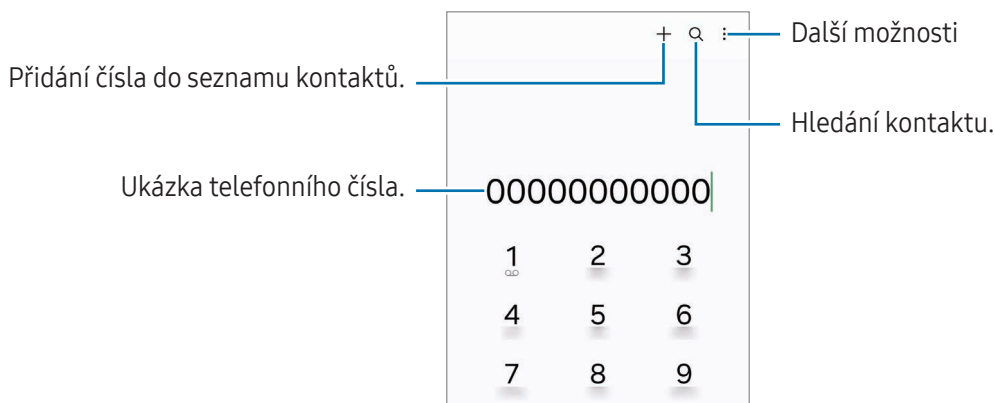 Další možnosti
Přidání čísla do seznamu kontaktů.
Hledání kontaktu.
Ukázka telefonního čísla.
00000000000
1 2 3
4 5 6
7 8 9